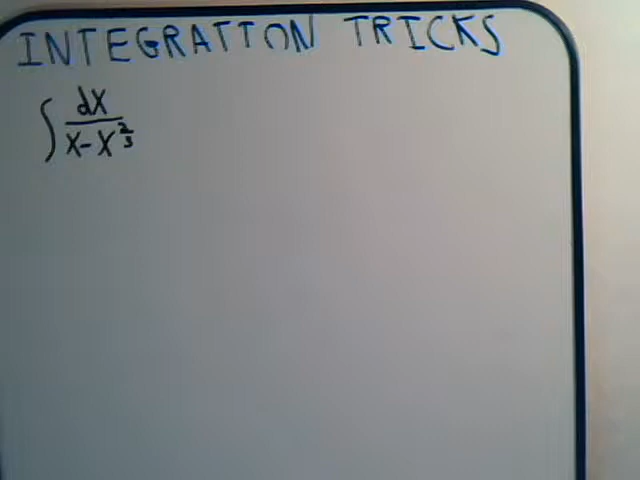 INTEGRATION TRICKS
∫ dx / (x - x^(2/3))